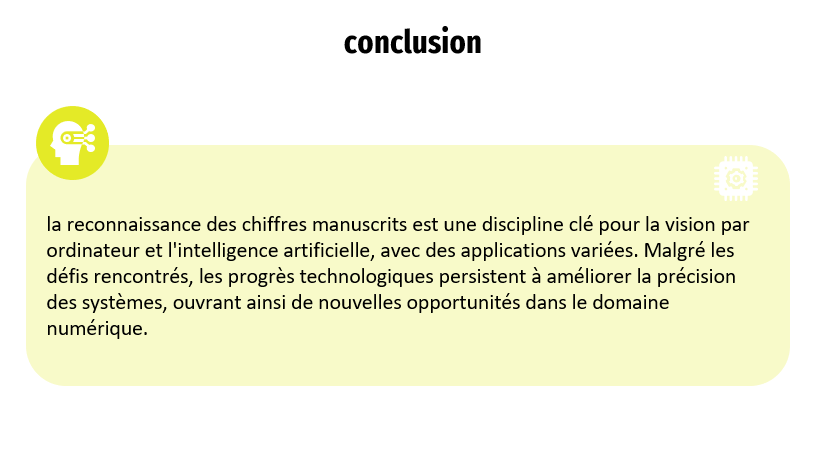 conclusion
la reconnaissance des chiffres manuscrits est une discipline clé pour la vision par
ordinateur et l'intelligence artificielle, avec des applications variées. Malgré les
défis rencontrés, les progrès technologiques persistent à améliorer la précision
des systèmes, ouvrant ainsi de nouvelles opportunités dans le domaine
numérique.